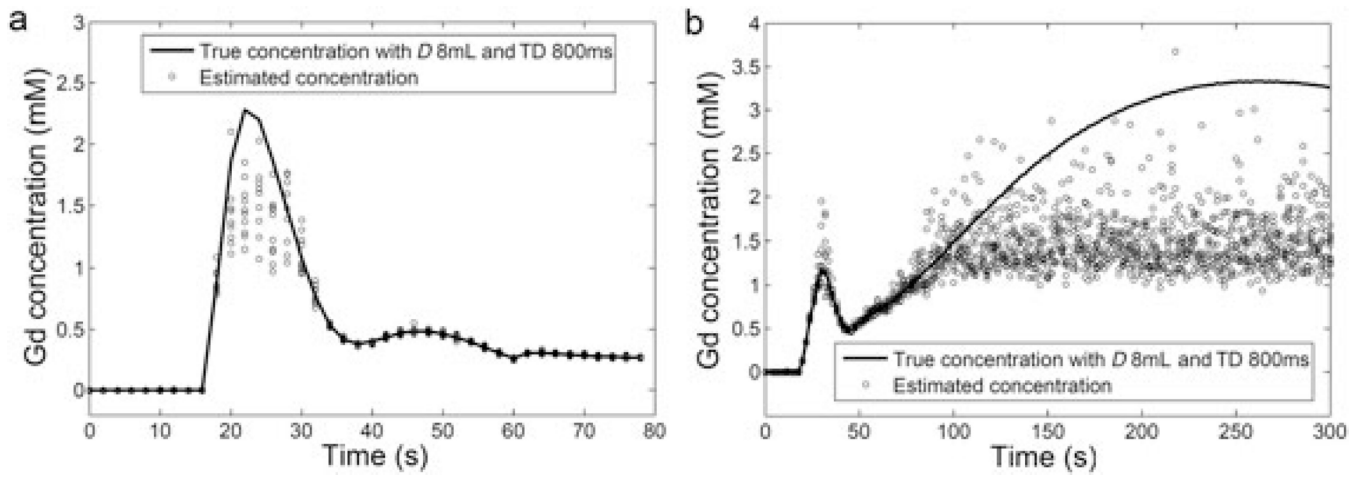 a
3
2.5
2
1.5
1
0.5
0
Gd concentration (mM)
True concentration with D 8mL and TD 800ms
Estimated concentration
0 10 20 30 40 50 60 70 80
Time (s)
b
4
3.5
3
2.5
2
1.5
1
0.5
0
Gd concentration (mM)
True concentration with D 8mL and TD 800ms
Estimated concentration
0 50 100 150 200 250 300
Time (s)